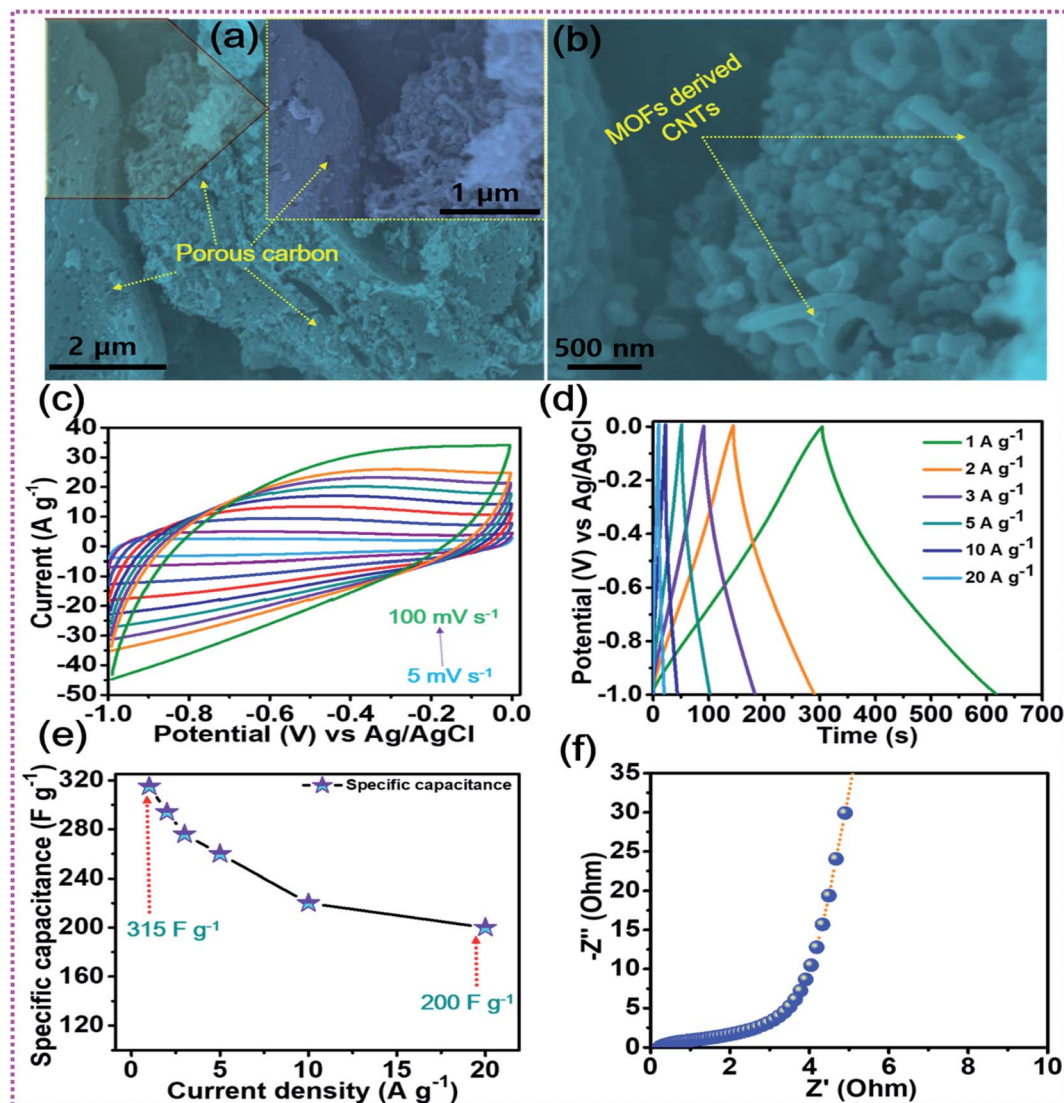 (a)
1 µm
Porous carbon
2 µm
(b)
MOFs derived
CNTs
500 nm
(c)
Current (A g⁻¹)
40
30
20
10
0
-10
-20
-30
-40
-50
100 mV s⁻¹
5 mV s⁻¹
-1.0 -0.8 -0.6 -0.4 -0.2 0.0
Potential (V) vs Ag/AgCl
(d)
Potential (V) vs Ag/AgCl
0.0
-0.2
-0.4
-0.6
-0.8
-1.0
1 A g⁻¹
2 A g⁻¹
3 A g⁻¹
5 A g⁻¹
10 A g⁻¹
20 A g⁻¹
0 100 200 300 400 500 600 700
Time (s)
(e)
Specific capacitance (F g⁻¹)
320
280
240
200
160
120
Specific capacitance
315 F g⁻¹
200 F g⁻¹
0 5 10 15 20
Current density (A g⁻¹)
(f)
-Z" (Ohm)
35
30
25
20
15
10
5
0
0 2 4 6 8 10
Z' (Ohm)